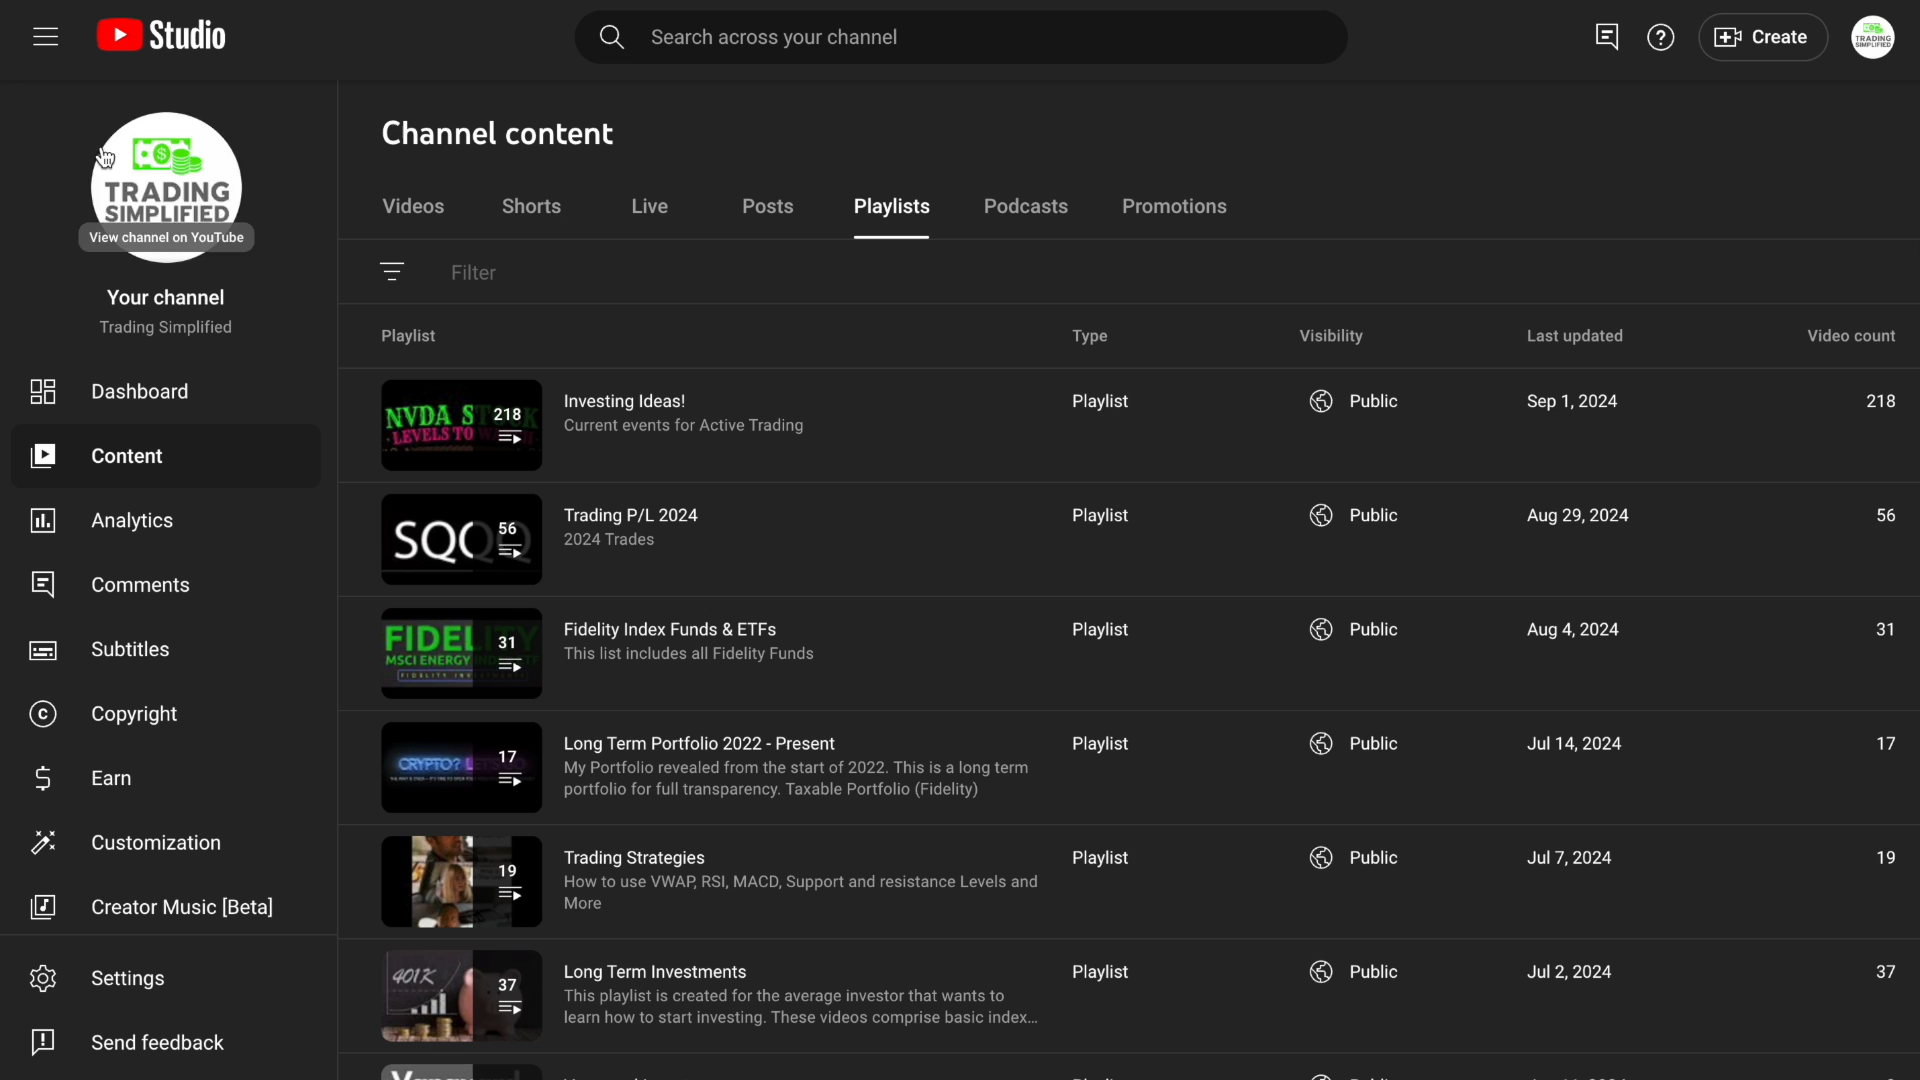 Studio
Search across your channel
Create
TRADING
SIMPLIFIED
TRADING
SIMPLIFIED
View channel on YouTube
Your channel
Trading Simplified
Dashboard
Content
Analytics
Comments
Subtitles
Copyright
Earn
Customization
Creator Music [Beta]
Settings
Send feedback
Channel content
Videos Shorts Live Posts Playlists Podcasts Promotions
Filter
Playlist Type Visibility Last updated Video count
218
Investing Ideas! Playlist Public Sep 1, 2024 218
Current events for Active Trading
56
Trading P/L 2024 Playlist Public Aug 29, 2024 56
2024 Trades
31
Fidelity Index Funds & ETFs Playlist Public Aug 4, 2024 31
This list includes all Fidelity Funds
17
Long Term Portfolio 2022 - Present Playlist Public Jul 14, 2024 17
My Portfolio revealed from the start of 2022. This is a long term
portfolio for full transparency. Taxable Portfolio (Fidelity)
CRYPTO?
19
Trading Strategies Playlist Public Jul 7, 2024 19
How to use VWAP, RSI, MACD, Support and resistance Levels and
More
401K
37
Long Term Investments Playlist Public Jul 2, 2024 37
This playlist is created for the average investor that wants to
learn how to start investing. These videos comprise basic index...
NVDA STOCK
LEVELS TO WATCH
SQQQ
FIDELITY
MSCI ENERGY